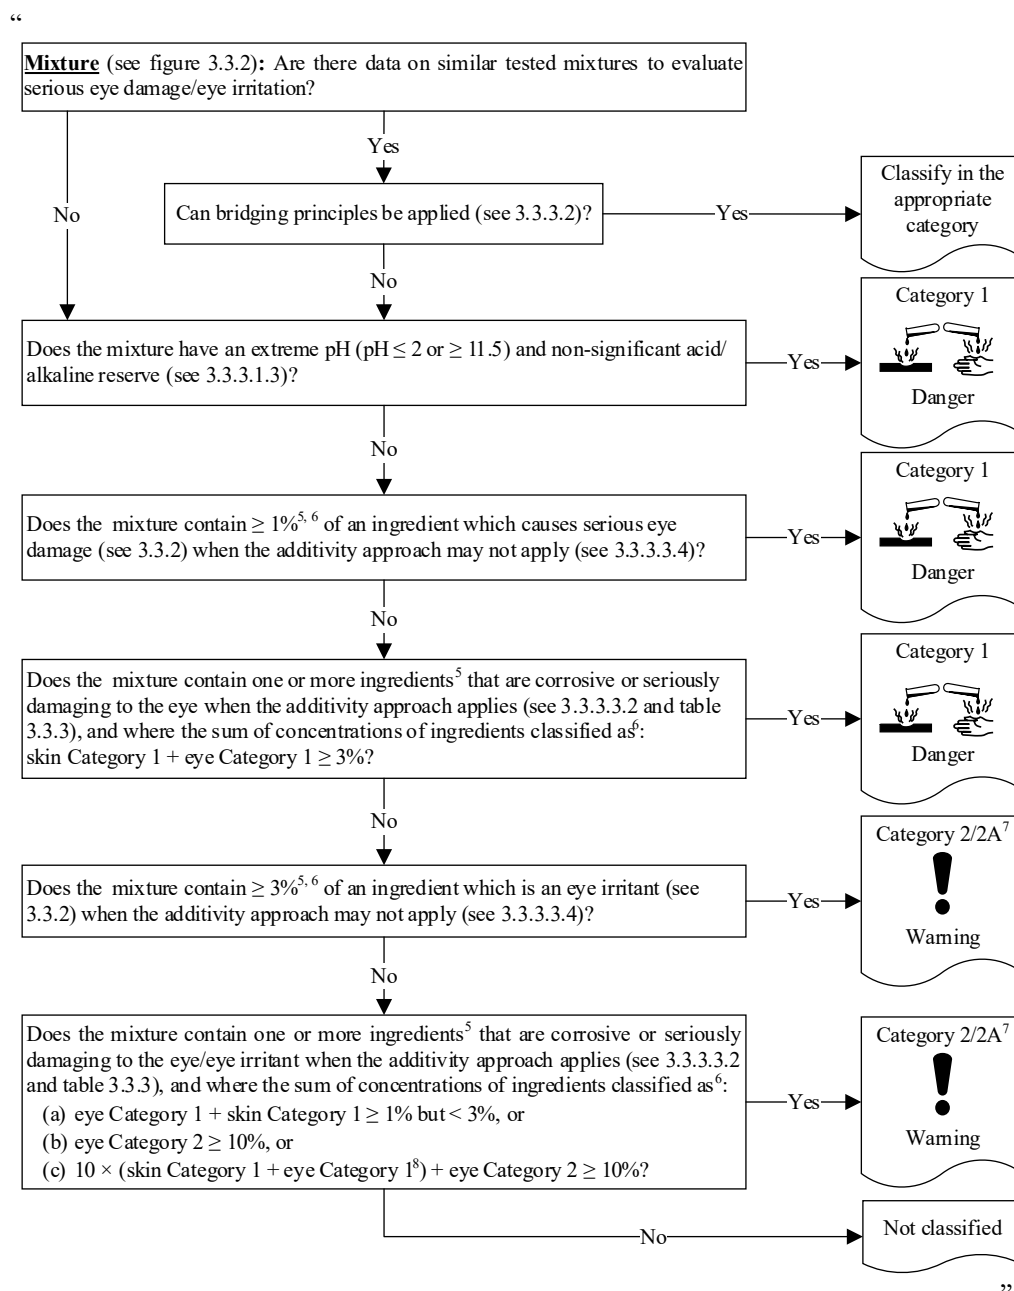 “
Mixture (see figure 3.3.2): Are there data on similar tested mixtures to evaluate
serious eye damage/eye irritation?
Yes
No
Can bridging principles be applied (see 3.3.3.2)?
Yes
Classify in the
appropriate
category
No
Does the mixture have an extreme pH (pH ≤ 2 or ≥ 11.5) and non-significant acid/
alkaline reserve (see 3.3.3.1.3)?
Yes
Category 1
Danger
No
Does the mixture contain ≥ 1%⁵, ⁶ of an ingredient which causes serious eye
damage (see 3.3.2) when the additivity approach may not apply (see 3.3.3.3.4)?
Yes
Category 1
Danger
No
Does the mixture contain one or more ingredients⁵ that are corrosive or seriously
damaging to the eye when the additivity approach applies (see 3.3.3.3.2 and table
3.3.3), and where the sum of concentrations of ingredients classified as⁶:
skin Category 1 + eye Category 1 ≥ 3%?
Yes
Category 1
Danger
No
Does the mixture contain ≥ 3%⁵, ⁶ of an ingredient which is an eye irritant (see
3.3.2) when the additivity approach may not apply (see 3.3.3.3.4)?
Yes
Category 2/2A⁷
Warning
No
Does the mixture contain one or more ingredients⁵ that are corrosive or seriously
damaging to the eye/eye irritant when the additivity approach applies (see 3.3.3.3.2
and table 3.3.3), and where the sum of concentrations of ingredients classified as⁶:
(a) eye Category 1 + skin Category 1 ≥ 1% but < 3%, or
(b) eye Category 2 ≥ 10%, or
(c) 10 × (skin Category 1 + eye Category 1⁸) + eye Category 2 ≥ 10%?
Yes
Category 2/2A⁷
Warning
No
Not classified
”